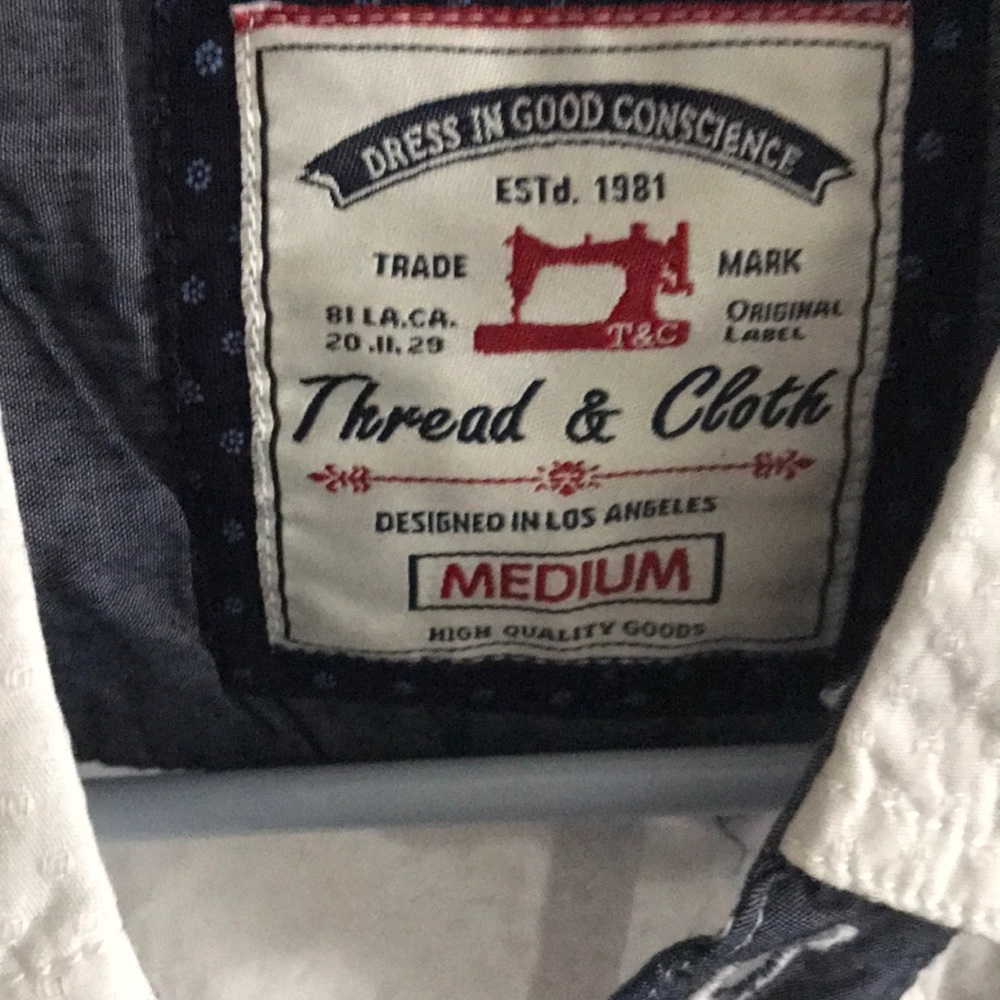 DRESS IN GOOD CONSCIENCE
ESTd. 1981
TRADE MARK
81 LA.CA.
20.11.29
ORIGINAL
LABEL
T&C
Thread & Cloth
DESIGNED IN LOS ANGELES
MEDIUM
HIGH QUALITY GOODS